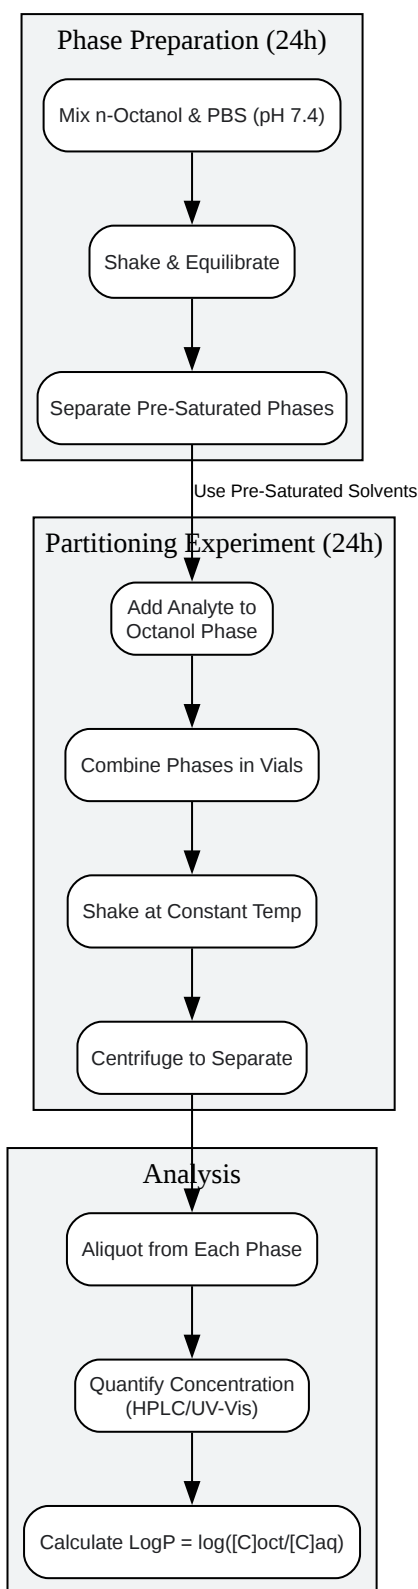 Phase Preparation (24h)
Mix n-Octanol & PBS (pH 7.4)
Shake & Equilibrate
Separate Pre-Saturated Phases
Use Pre-Saturated Solvents
Partitioning Experiment (24h)
Add Analyte to
Octanol Phase
Combine Phases in Vials
Shake at Constant Temp
Centrifuge to Separate
Analysis
Aliquot from Each Phase
Quantify Concentration
(HPLC/UV-Vis)
Calculate LogP = log([C]oct/[C]aq)